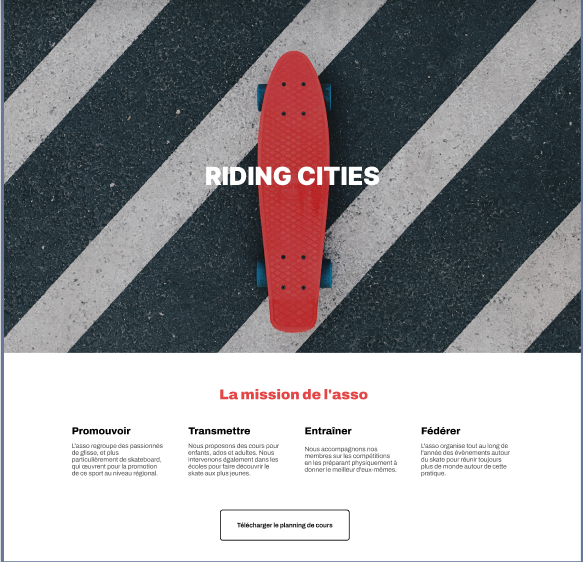 RIDING CITIES
La mission de l'asso
Promouvoir
L'asso regroupe des passionnés
de glisse, et plus
particulièrement de skateboard,
qui œuvrent pour la promotion
de ce sport au niveau régional.
Transmettre
Nous proposons des cours pour
enfants, ados et adultes. Nous
intervenons également dans les
écoles pour faire découvrir le
skate aux plus jeunes.
Entraîner
Nous accompagnons nos
membres sur les compétitions
en les préparant physiquement à
donner le meilleur d'eux-mêmes.
Fédérer
L'asso organise tout au long de
l'année des évènements autour
du skate pour réunir toujours
plus de monde autour de cette
pratique.
Télécharger le planning de cours